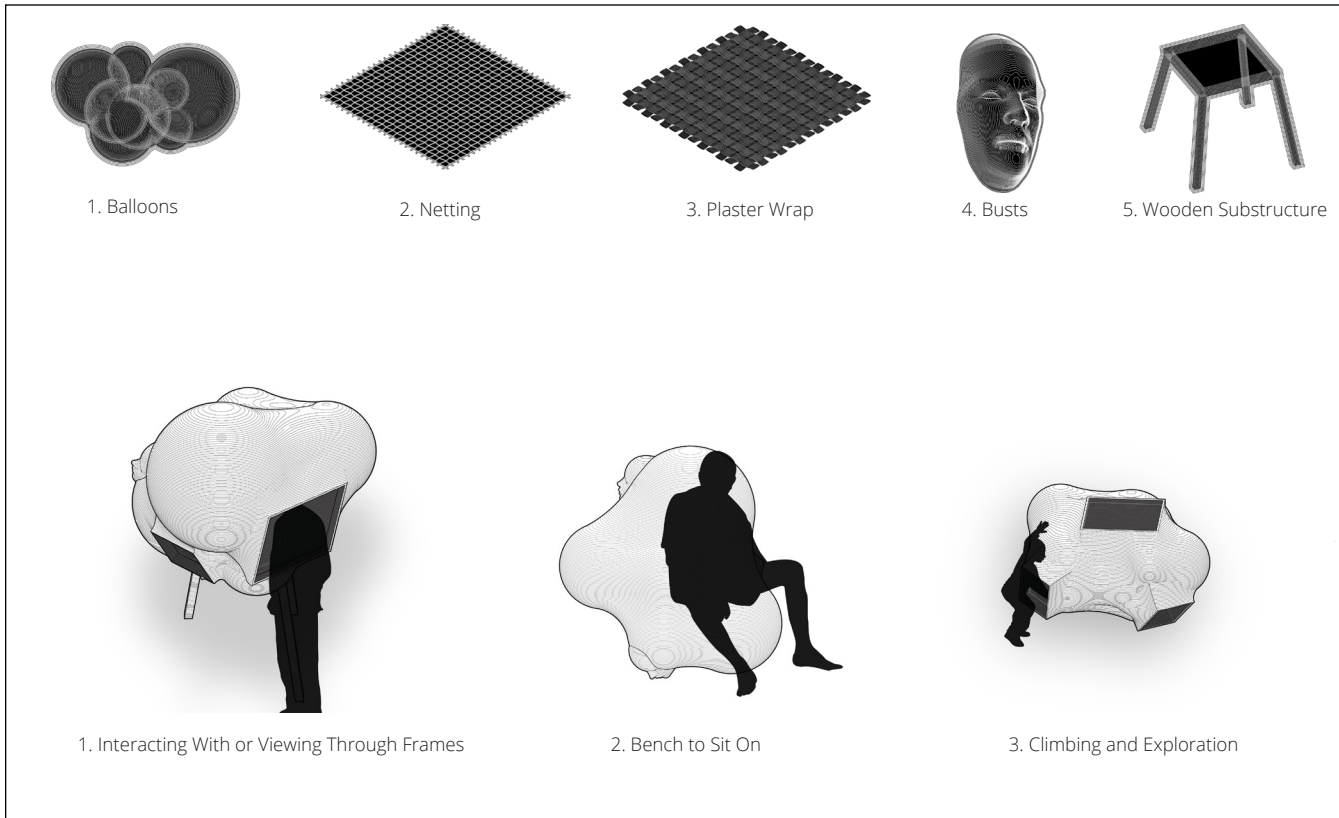 1. Balloons
2. Netting
3. Plaster Wrap
4. Busts
5. Wooden Substructure
1. Interacting With or Viewing Through Frames
2. Bench to Sit On
3. Climbing and Exploration